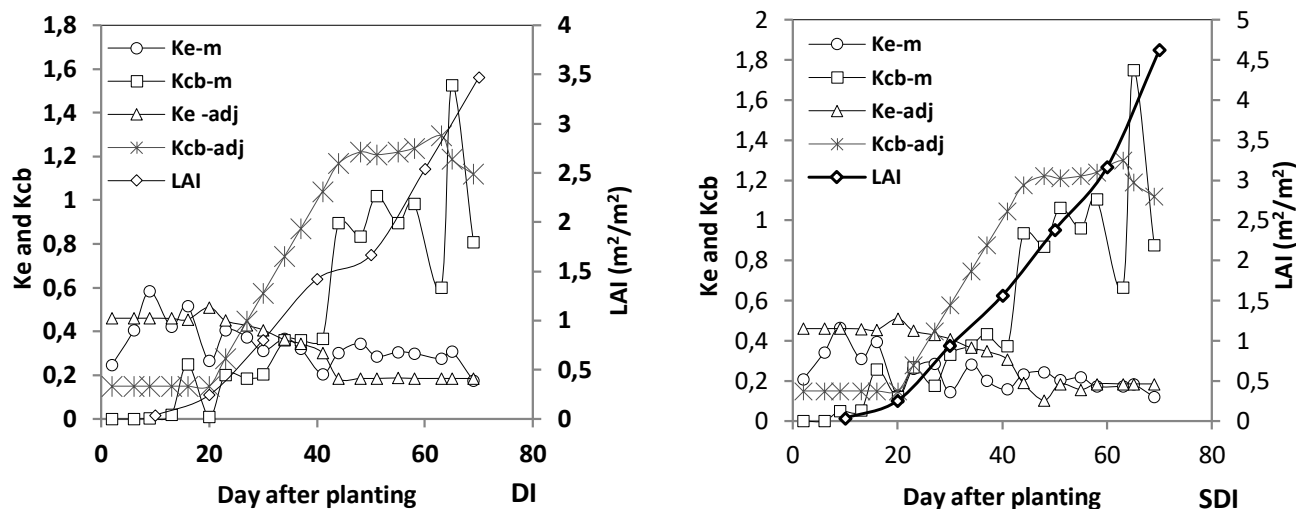 Ke and Kcb
1,8
1,6
1,4
1,2
1
0,8
0,6
0,4
0,2
0
Ke-m
Kcb-m
Ke -adj
Kcb-adj
LAI
4
3,5
3
2,5
2
1,5
1
0,5
0
LAI (m²/m²)
0 20 40 60 80
Day after planting DI
Ke and Kcb
2
1,8
1,6
1,4
1,2
1
0,8
0,6
0,4
0,2
0
Ke-m
Kcb-m
Ke-adj
Kcb-adj
LAI
5
4,5
4
3,5
3
2,5
2
1,5
1
0,5
0
LAI (m²/m²)
0 20 40 60 80
Day after planting SDI